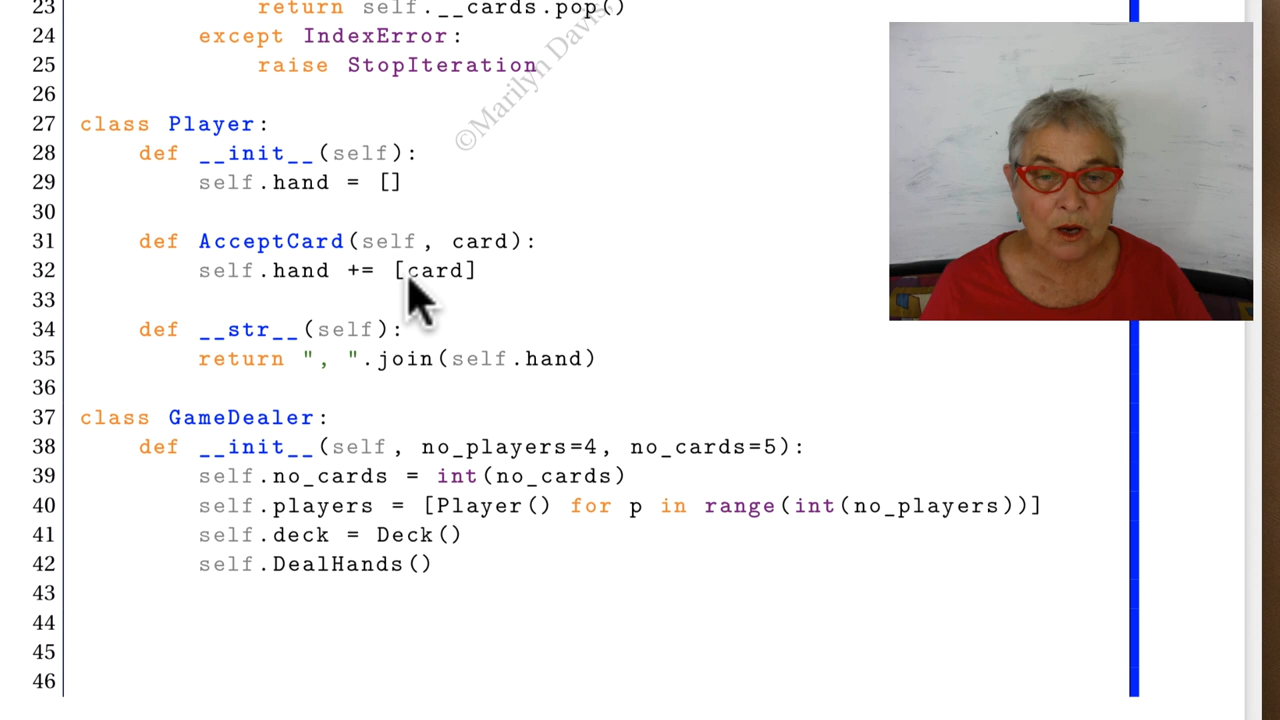 23 return self.__cards.pop()
24 except IndexError:
25 raise StopIteration
©Marilyn Davis,
26
27 class Player:
28 def __init__(self):
29 self.hand = []
30
31 def AcceptCard(self, card):
32 self.hand += [card]
33
34 def __str__(self):
35 return ", ".join(self.hand)
36
37 class GameDealer:
38 def __init__(self, no_players=4, no_cards=5):
39 self.no_cards = int(no_cards)
40 self.players = [Player() for p in range(int(no_players))]
41 self.deck = Deck()
42 self.DealHands()
43
44
45
46